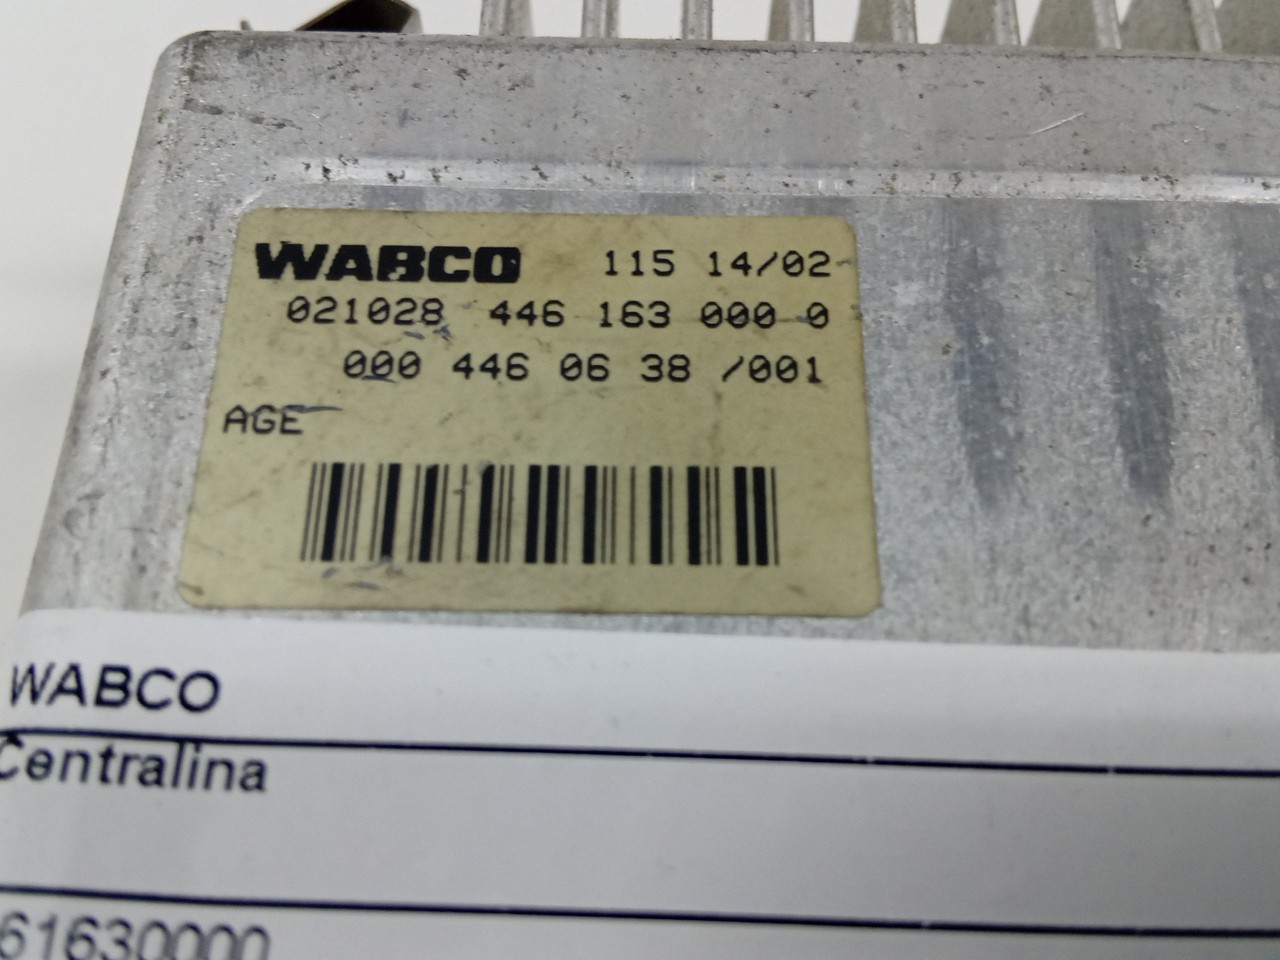 WABCO 115 14/02
021028 446 163 000 0
000 446 06 38 /001
AGE
WABCO
Centralina
61630000